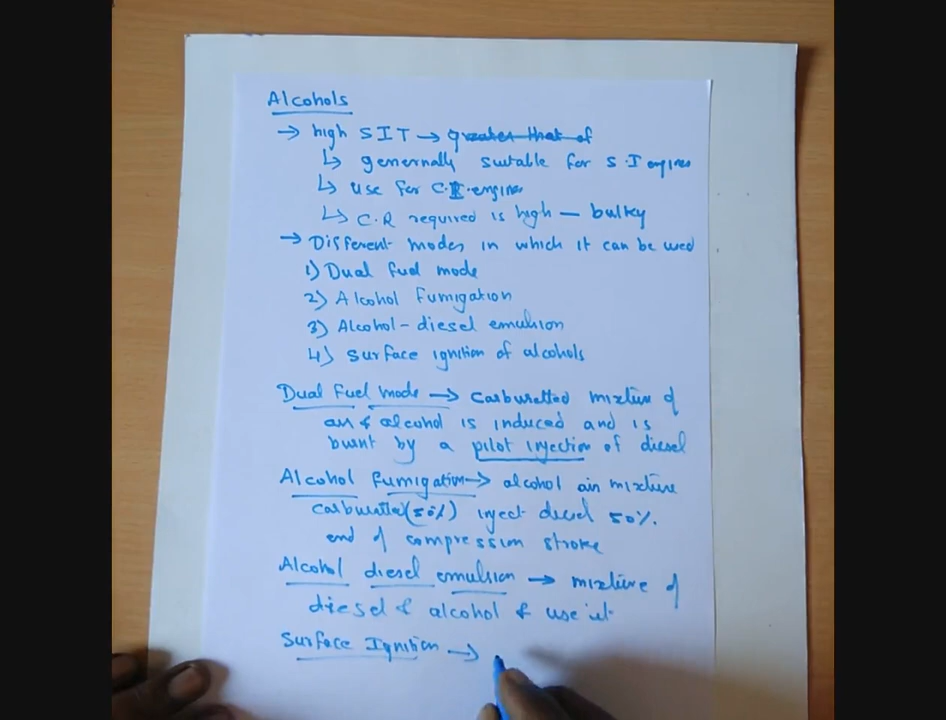 Alcohols
→ high SIT → greater that of
↳ genernally suitable for S.I engines
↳ use for C.I.engines
↳ C.R required is high — bulky
→ Different modes in which it can be used
1) Dual fuel mode
2) Alcohol Fumigation
3) Alcohol-diesel emulsion
4) surface ignition of alcohols
Dual Fuel mode → carburetted mixture of
air & alcohol is induced and is
burnt by a pilot injection of diesel
Alcohol Fumigation → alcohol air mixture
carburetted (50%) inject diesel 50%.
end of compression stroke
Alcohol diesel emulsion → mixture of
diesel & alcohol & use it
Surface Ignition →